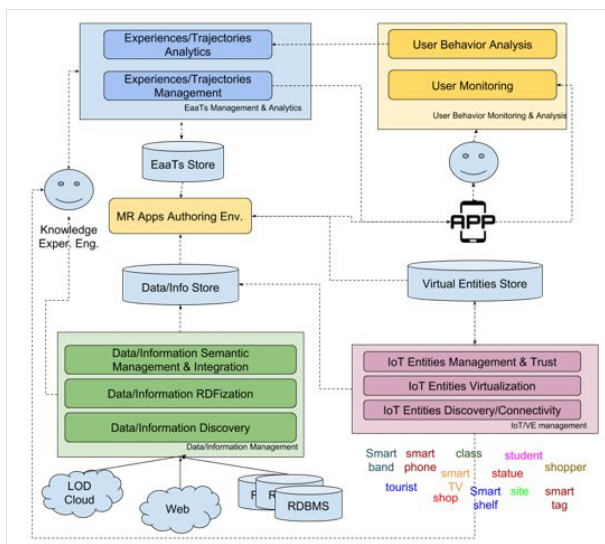 Experiences/Trajectories
Analytics
Experiences/Trajectories
Management
EaaTs Management & Analytics
User Behavior Analysis
User Monitoring
User Behavior Monitoring & Analysis
EaaTs Store
Knowledge
Exper. Eng.
MR Apps Authoring Env.
APP
Data/Info Store
Virtual Entities Store
Data/Information Semantic
Management & Integration
Data/Information RDFization
Data/Information Discovery
Data/Information Management
IoT Entities Management & Trust
IoT Entities Virtualization
IoT Entities Discovery/Connectivity
IoT/VE management
LOD
Cloud
Web
RDBMS
Smart
band
smart
phone
class
student
shopper
tourist
smart
TV
statue
shop
Smart
shelf
site
smart
tag